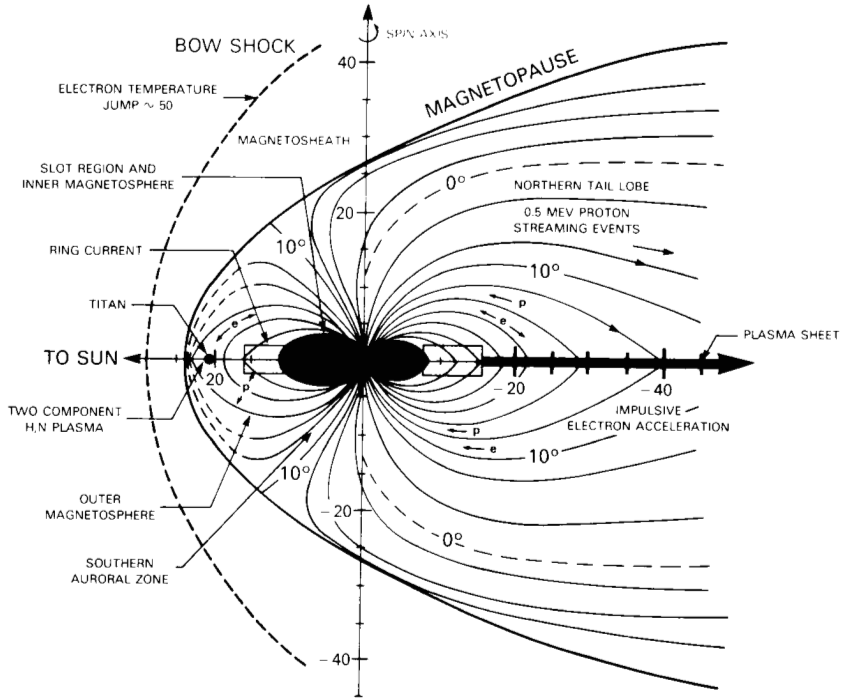 BOW SHOCK
SPIN AXIS
40
ELECTRON TEMPERATURE
JUMP ~ 50
MAGNETOPAUSE
MAGNETOSHEATH
SLOT REGION AND
INNER MAGNETOSPHERE
0°
NORTHERN TAIL LOBE
20
0.5 MEV PROTON
STREAMING EVENTS
10°
RING CURRENT
10°
TITAN
e
p
e
PLASMA SHEET
TO SUN
20
-20
-40
p
TWO COMPONENT
H,N PLASMA
IMPULSIVE
ELECTRON ACCELERATION
p
e
10°
10°
OUTER
MAGNETOSPHERE
-20
0°
SOUTHERN
AURORAL ZONE
-40